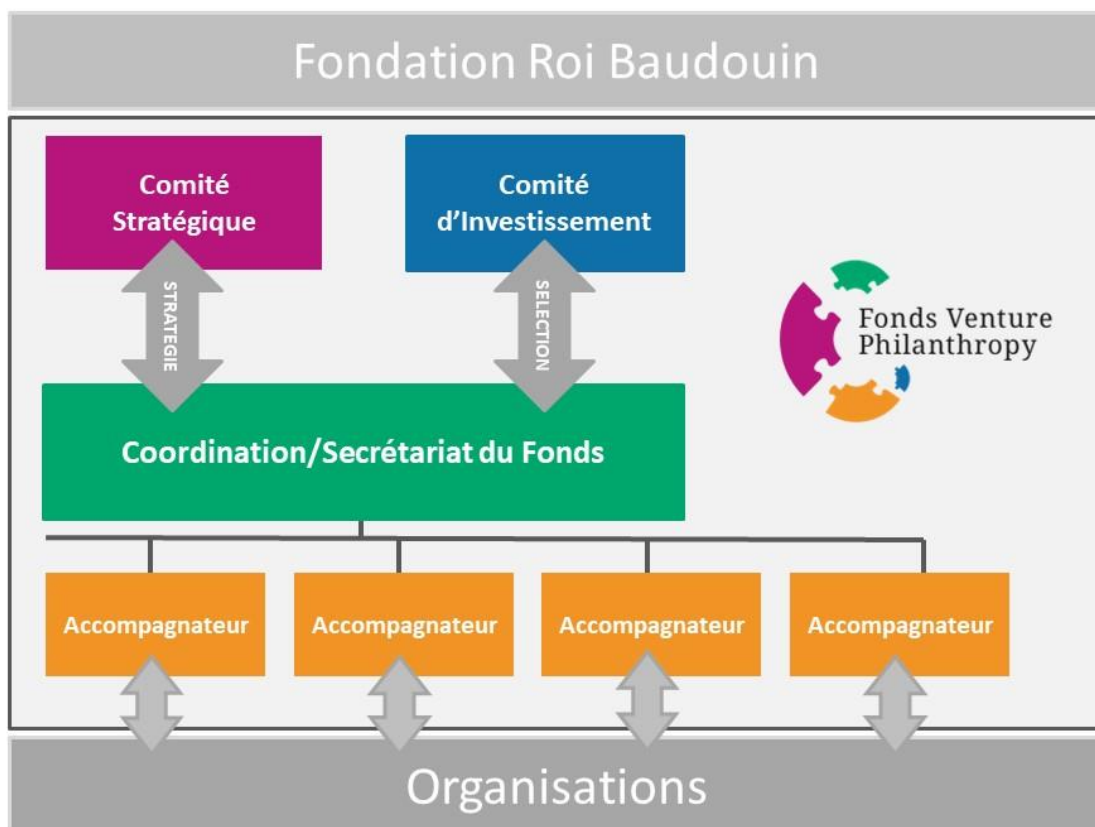 Fondation Roi Baudouin
Comité
Stratégique
Comité
d'Investissement
STRATEGIE
SELECTION
Fonds Venture
Philanthropy
Coordination/Secrétariat du Fonds
Accompagnateur
Accompagnateur
Accompagnateur
Accompagnateur
Organisations